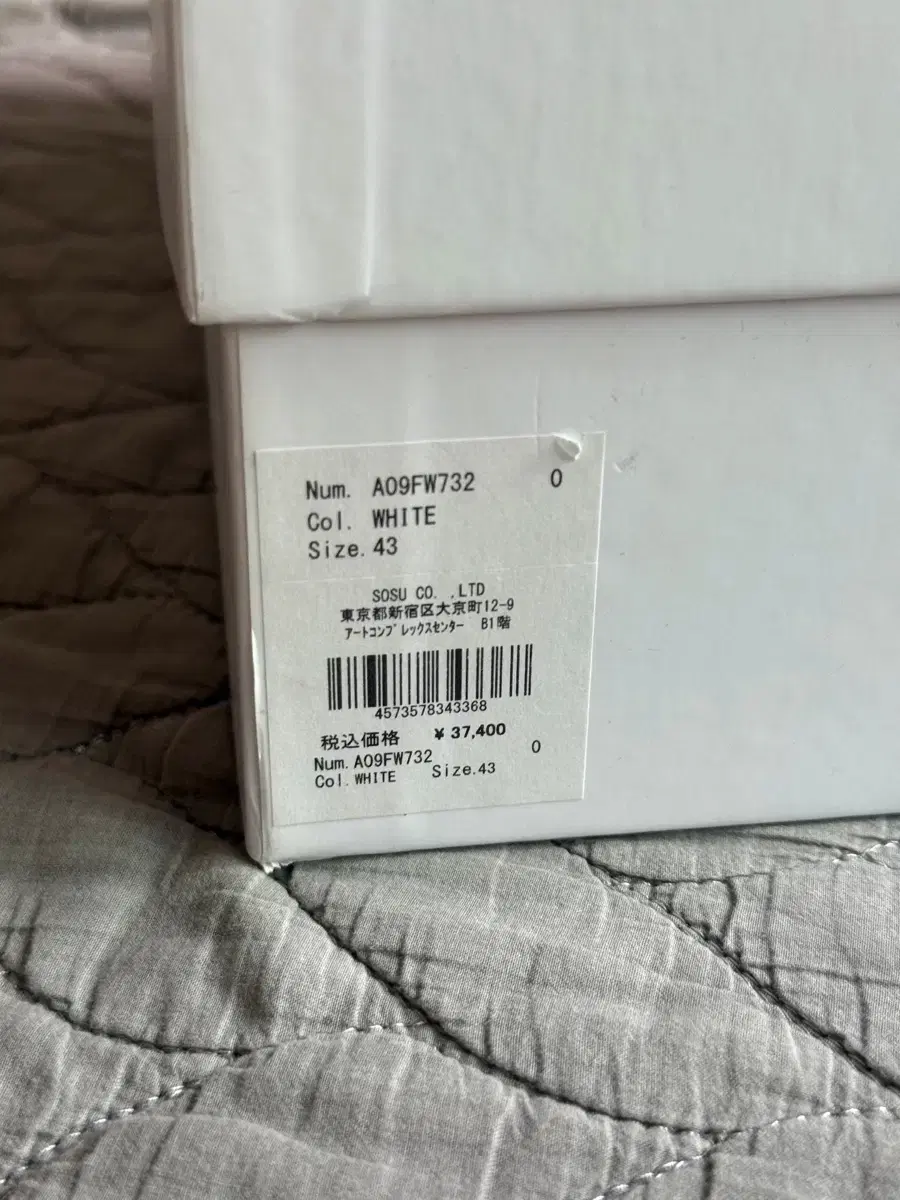 Num. A09FW732 0
Col. WHITE
Size. 43
SOSU CO. ,LTD
東京都新宿区大京町12-9
アートコンプレックスセンター B1階
4573578343368
税込価格 ¥ 37,400
Num. A09FW732 0
Col. WHITE Size. 43